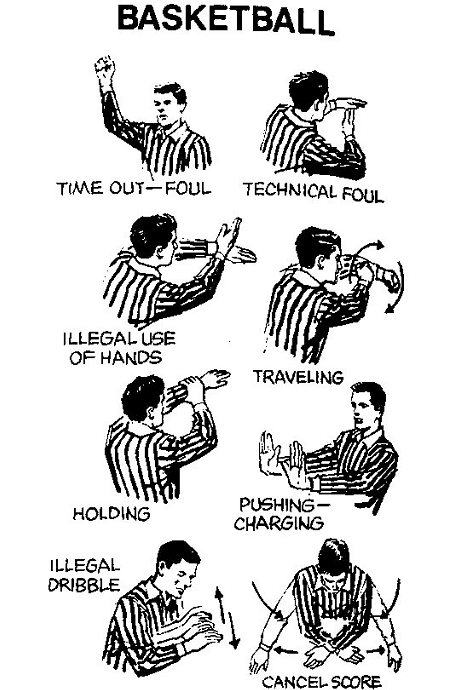 BASKETBALL
TIME OUT—FOUL
TECHNICAL FOUL
ILLEGAL USE
OF HANDS
TRAVELING
HOLDING
PUSHING—
CHARGING
ILLEGAL
DRIBBLE
CANCEL SCORE